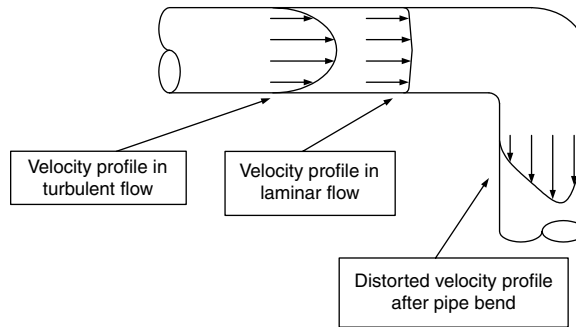 Velocity profile in
turbulent flow
Velocity profile in
laminar flow
Distorted velocity profile
after pipe bend